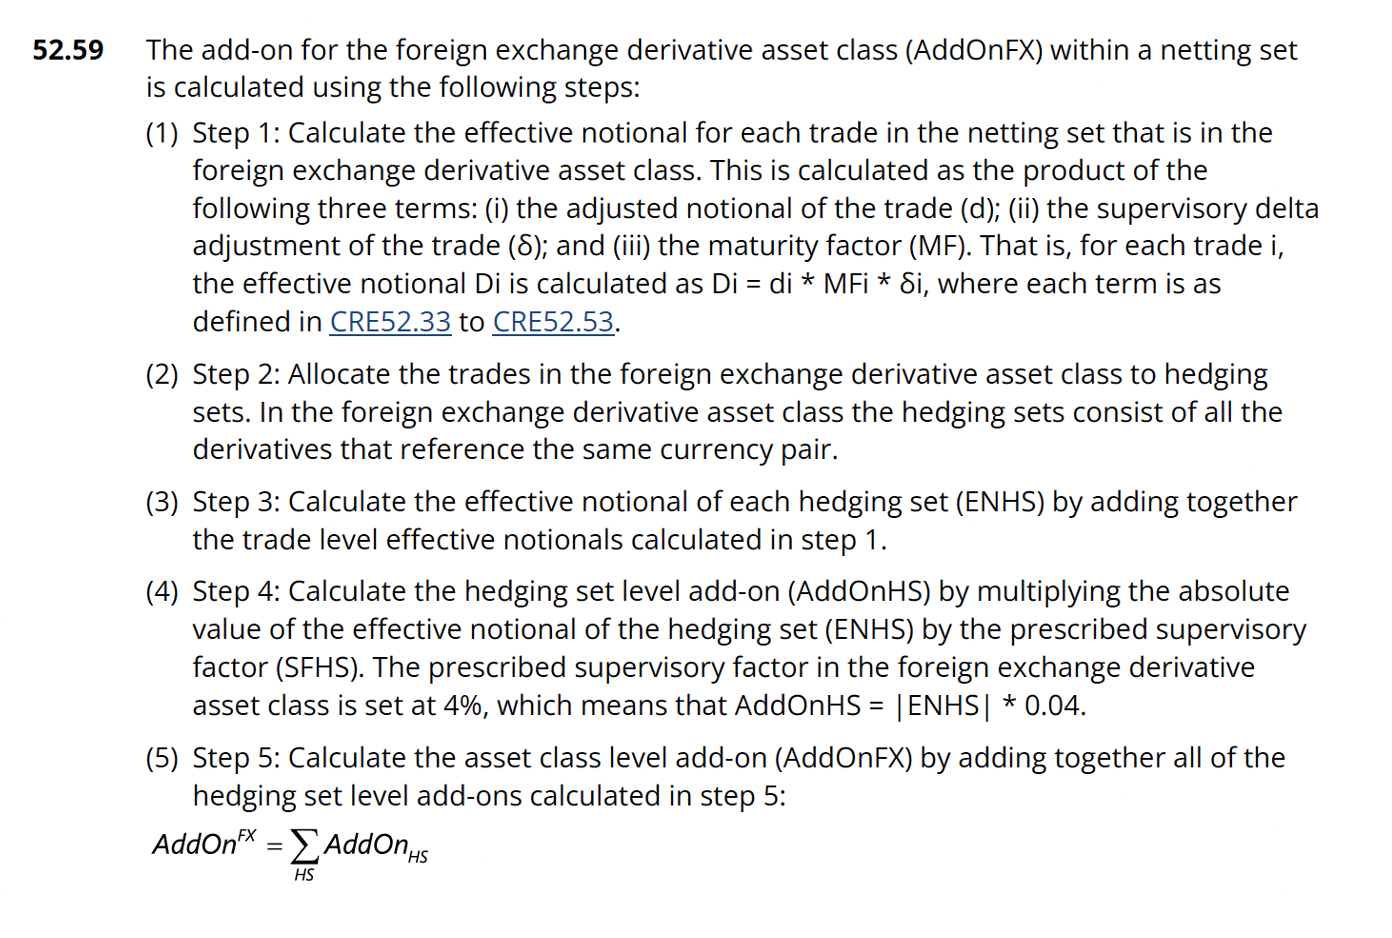 52.59 The add-on for the foreign exchange derivative asset class (AddOnFX) within a netting set
is calculated using the following steps:
(1) Step 1: Calculate the effective notional for each trade in the netting set that is in the
foreign exchange derivative asset class. This is calculated as the product of the
following three terms: (i) the adjusted notional of the trade (d); (ii) the supervisory delta
adjustment of the trade (δ); and (iii) the maturity factor (MF). That is, for each trade i,
the effective notional Di is calculated as Di = di * MFi * δi, where each term is as
defined in CRE52.33 to CRE52.53.
(2) Step 2: Allocate the trades in the foreign exchange derivative asset class to hedging
sets. In the foreign exchange derivative asset class the hedging sets consist of all the
derivatives that reference the same currency pair.
(3) Step 3: Calculate the effective notional of each hedging set (ENHS) by adding together
the trade level effective notionals calculated in step 1.
(4) Step 4: Calculate the hedging set level add-on (AddOnHS) by multiplying the absolute
value of the effective notional of the hedging set (ENHS) by the prescribed supervisory
factor (SFHS). The prescribed supervisory factor in the foreign exchange derivative
asset class is set at 4%, which means that AddOnHS = |ENHS| * 0.04.
(5) Step 5: Calculate the asset class level add-on (AddOnFX) by adding together all of the
hedging set level add-ons calculated in step 5:
AddOn^FX = ∑_HS AddOn_HS